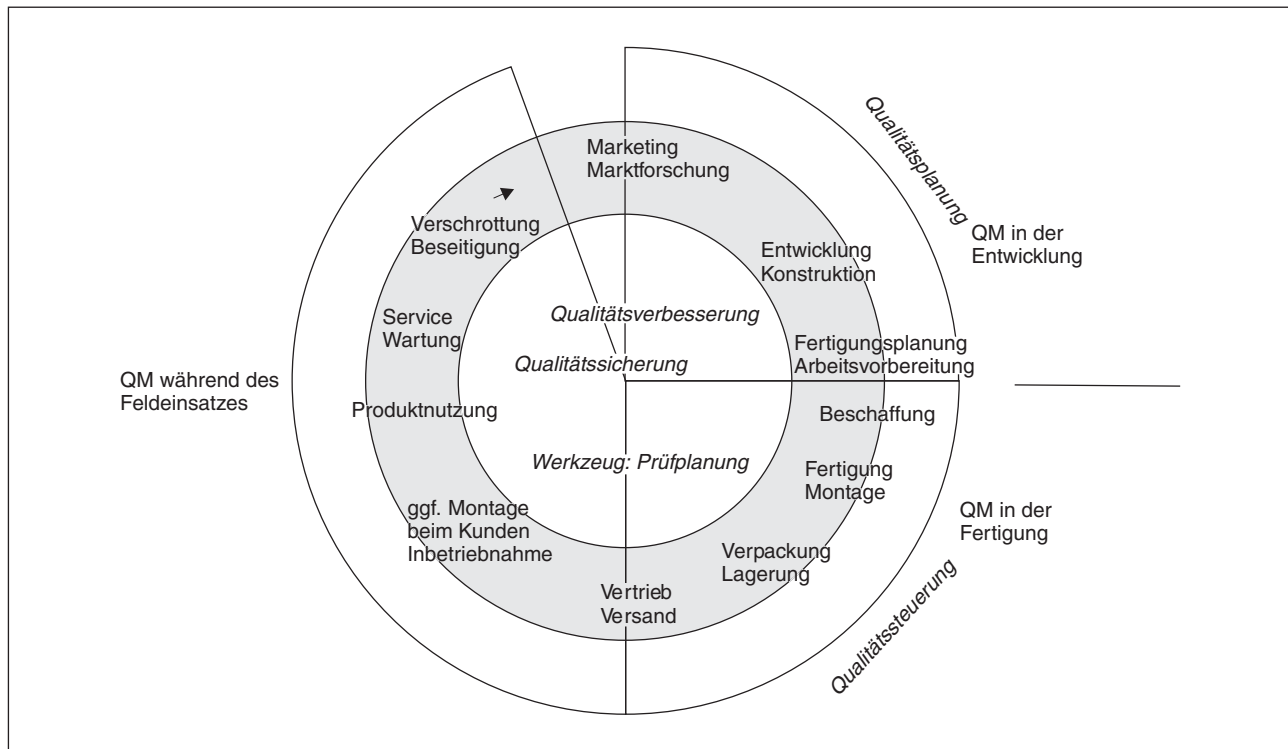 Marketing
Marktforschung
Qualitätsplanung
QM in der
Entwicklung
Entwicklung
Konstruktion
Fertigungsplanung
Arbeitsvorbereitung
Beschaffung
Fertigung
Montage
QM in der
Fertigung
Qualitätssteuerung
Verpackung
Lagerung
Vertrieb
Versand
ggf. Montage
beim Kunden
Inbetriebnahme
Produktnutzung
QM während des
Feldeinsatzes
Service
Wartung
Verschrottung
Beseitigung
Qualitätsverbesserung
Qualitätssicherung
Werkzeug: Prüfplanung